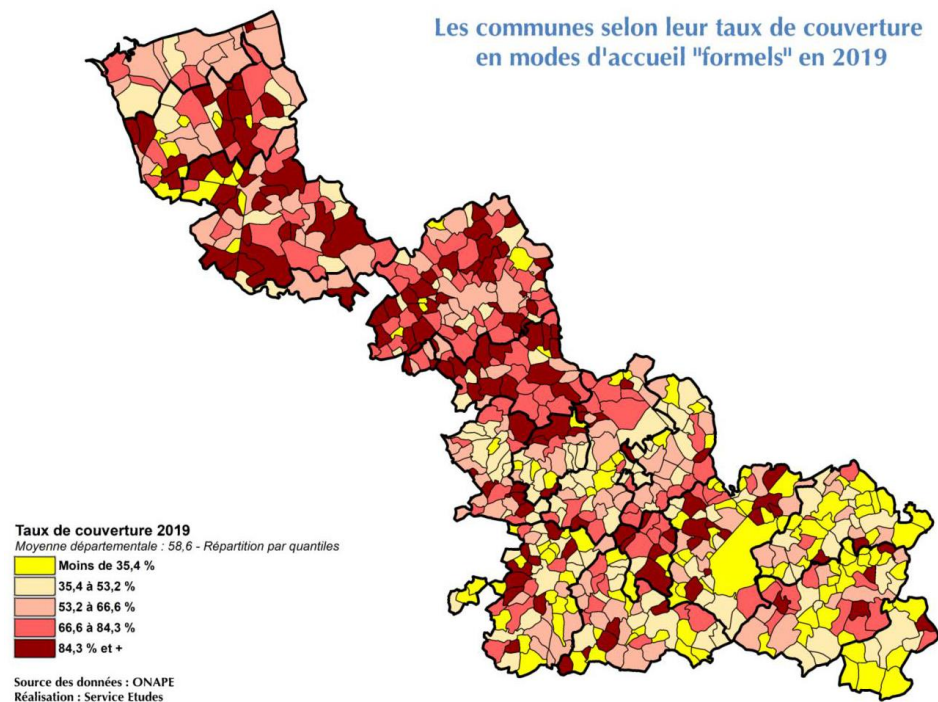 Les communes selon leur taux de couverture
en modes d'accueil "formels" en 2019
Taux de couverture 2019
Moyenne départementale : 58,6 - Répartition par quantiles
Moins de 35,4 %
35,4 à 53,2 %
53,2 à 66,6 %
66,6 à 84,3 %
84,3 % et +
Source des données : ONAPE
Réalisation : Service Etudes